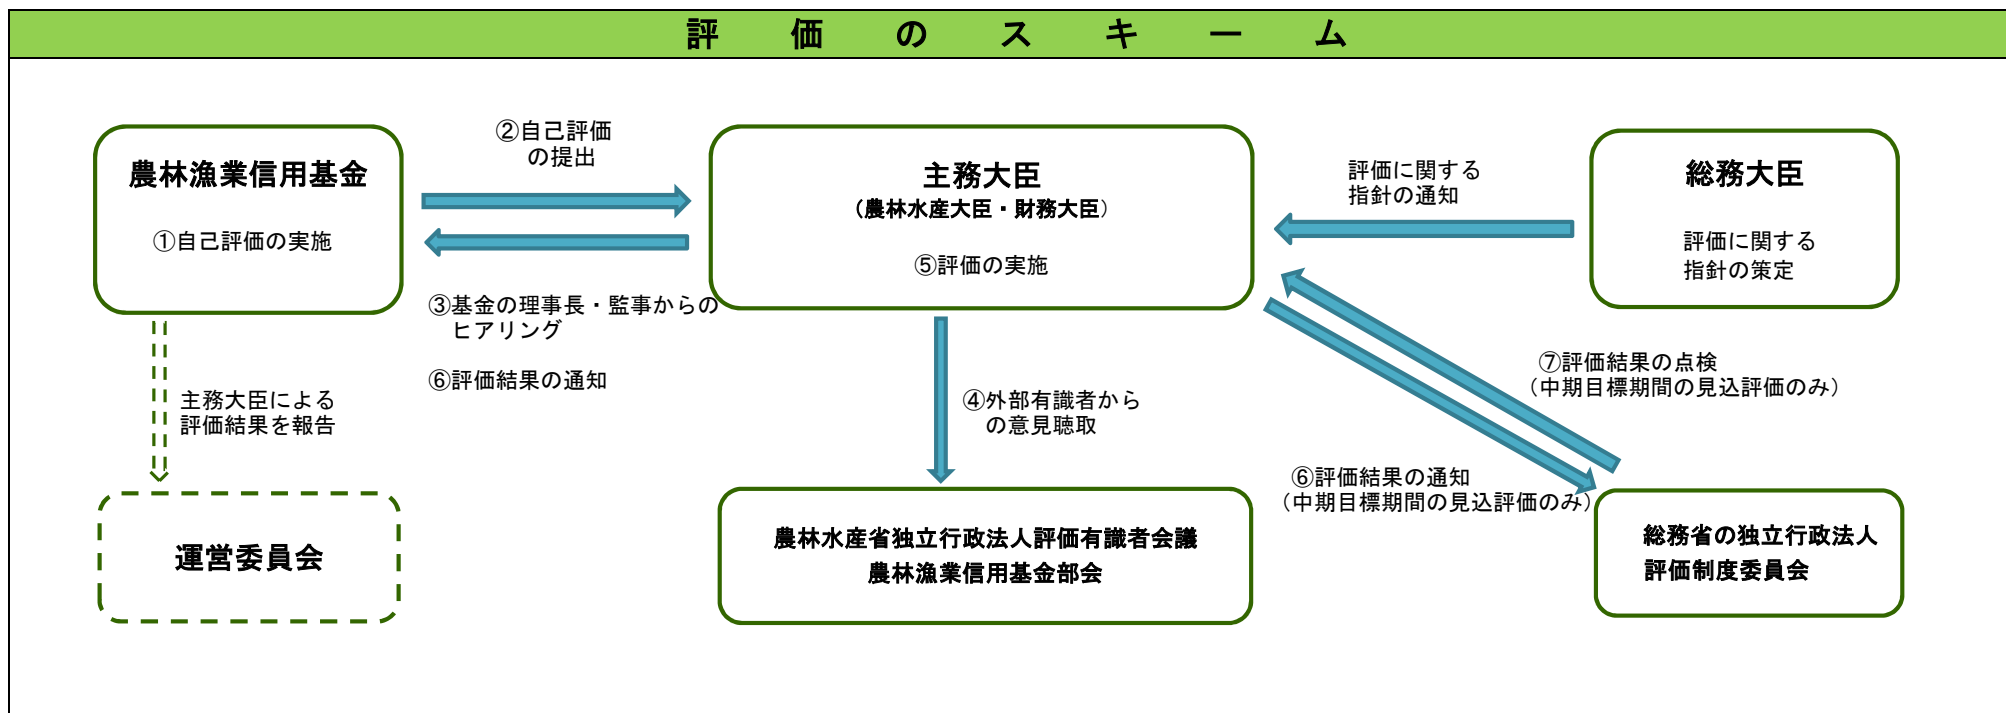 評価のスキーム
農林漁業信用基金
①自己評価の実施
②自己評価
の提出
主務大臣
（農林水産大臣・財務大臣）
⑤評価の実施
評価に関する
指針の通知
総務大臣
評価に関する
指針の策定
③基金の理事長・監事からの
ヒアリング
⑥評価結果の通知
主務大臣による
評価結果を報告
④外部有識者から
の意見聴取
⑦評価結果の点検
（中期目標期間の見込評価のみ）
⑥評価結果の通知
（中期目標期間の見込評価のみ）
運営委員会
農林水産省独立行政法人評価有識者会議
農林漁業信用基金部会
総務省の独立行政法人
評価制度委員会